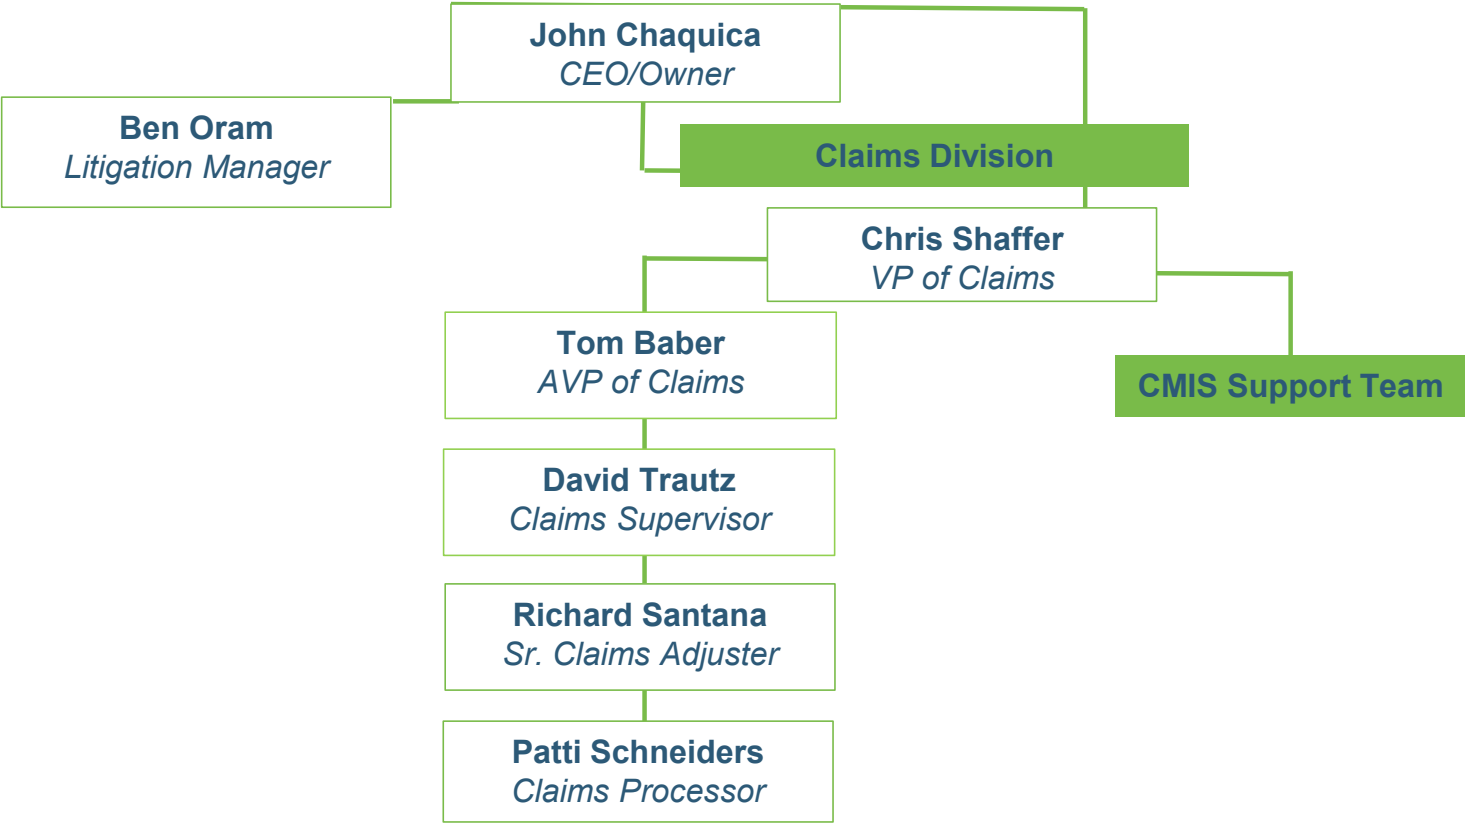 John Chaquica
CEO/Owner
Ben Oram
Litigation Manager
Claims Division
Chris Shaffer
VP of Claims
Tom Baber
AVP of Claims
CMIS Support Team
David Trautz
Claims Supervisor
Richard Santana
Sr. Claims Adjuster
Patti Schneiders
Claims Processor